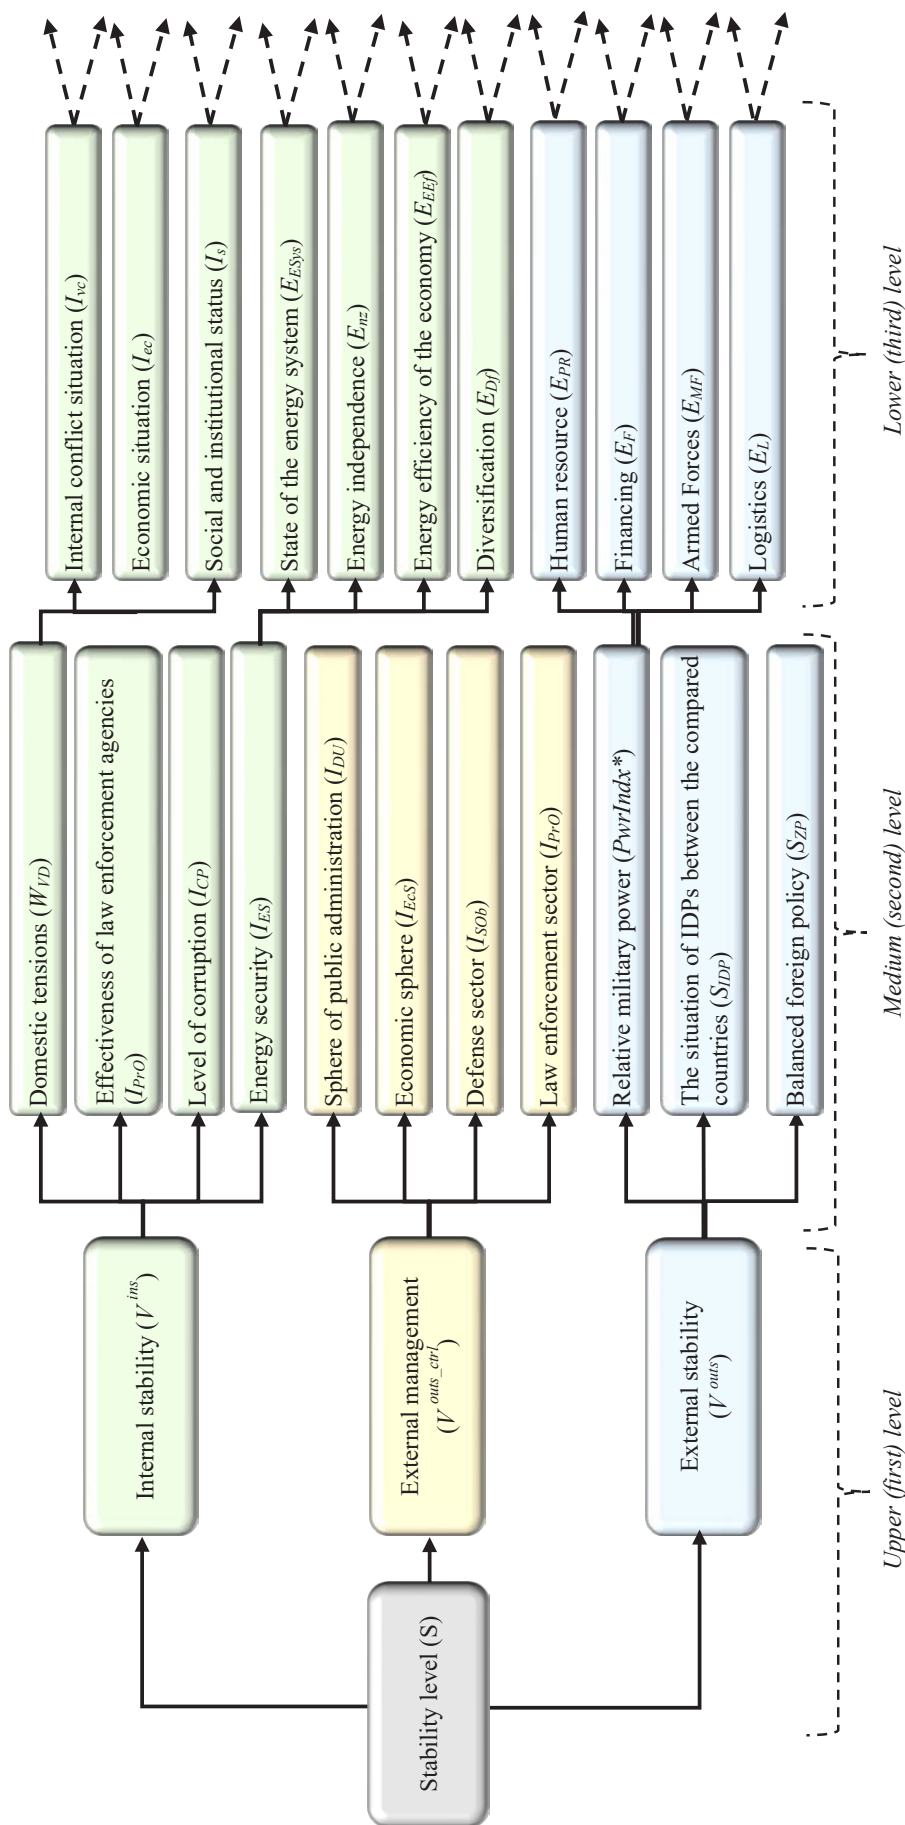 Stability level (S)
Internal stability (V^ins)
External management
(V^outs_ctrl)
External stability
(V^outs)
Domestic tensions (W_VD)
Effectiveness of law enforcement agencies
(I_PrO)
Level of corruption (I_CP)
Energy security (I_ES)
Sphere of public administration (I_DU)
Economic sphere (I_EcS)
Defense sector (I_SOb)
Law enforcement sector (I_PrO)
Relative military power (PwrIndx*)
The situation of IDPs between the compared
countries (S_IDP)
Balanced foreign policy (S_ZP)
Internal conflict situation (I_vc)
Economic situation (I_ec)
Social and institutional status (I_s)
State of the energy system (E_ESys)
Energy independence (E_nz)
Energy efficiency of the economy (E_EEf)
Diversification (E_Df)
Human resource (E_PR)
Financing (E_F)
Armed Forces (E_MF)
Logistics (E_L)
Upper (first) level
Medium (second) level
Lower (third) level